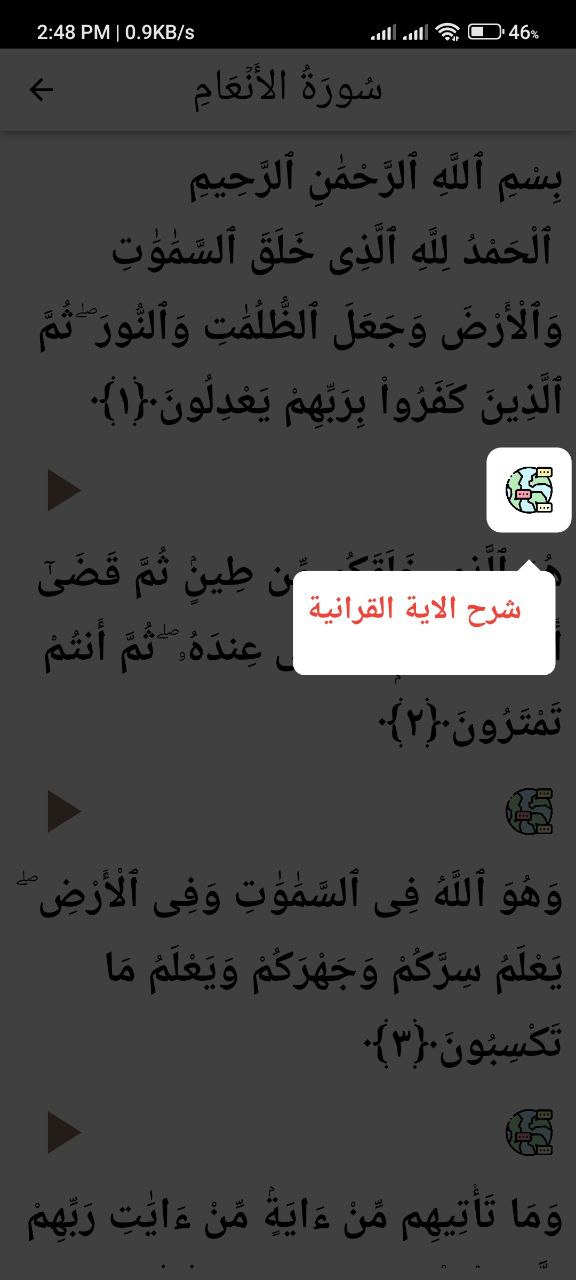 2:48 PM | 0.9KB/s 46%
سُورَةُ الأَنْعَامِ
بِسْمِ ٱللَّهِ ٱلرَّحْمَٰنِ ٱلرَّحِيمِ
ٱلْحَمْدُ لِلَّهِ ٱلَّذِى خَلَقَ ٱلسَّمَٰوَٰتِ
وَٱلْأَرْضَ وَجَعَلَ ٱلظُّلُمَٰتِ وَٱلنُّورَ ۖ ثُمَّ
ٱلَّذِينَ كَفَرُوا۟ بِرَبِّهِمْ يَعْدِلُونَ﴿١﴾
ٱلَّذِى خَلَقَكُم مِّن طِينٍۢ ثُمَّ قَضَىٰٓ
شرح الاية القرانية
عِندَهُۥ ۖ ثُمَّ أَنتُمْ
تَمْتَرُونَ﴿٢﴾
وَهُوَ ٱللَّهُ فِى ٱلسَّمَٰوَٰتِ وَفِى ٱلْأَرْضِ ۖ
يَعْلَمُ سِرَّكُمْ وَجَهْرَكُمْ وَيَعْلَمُ مَا
تَكْسِبُونَ﴿٣﴾
وَمَا تَأْتِيهِم مِّنْ ءَايَةٍۢ مِّنْ ءَايَٰتِ رَبِّهِمْ